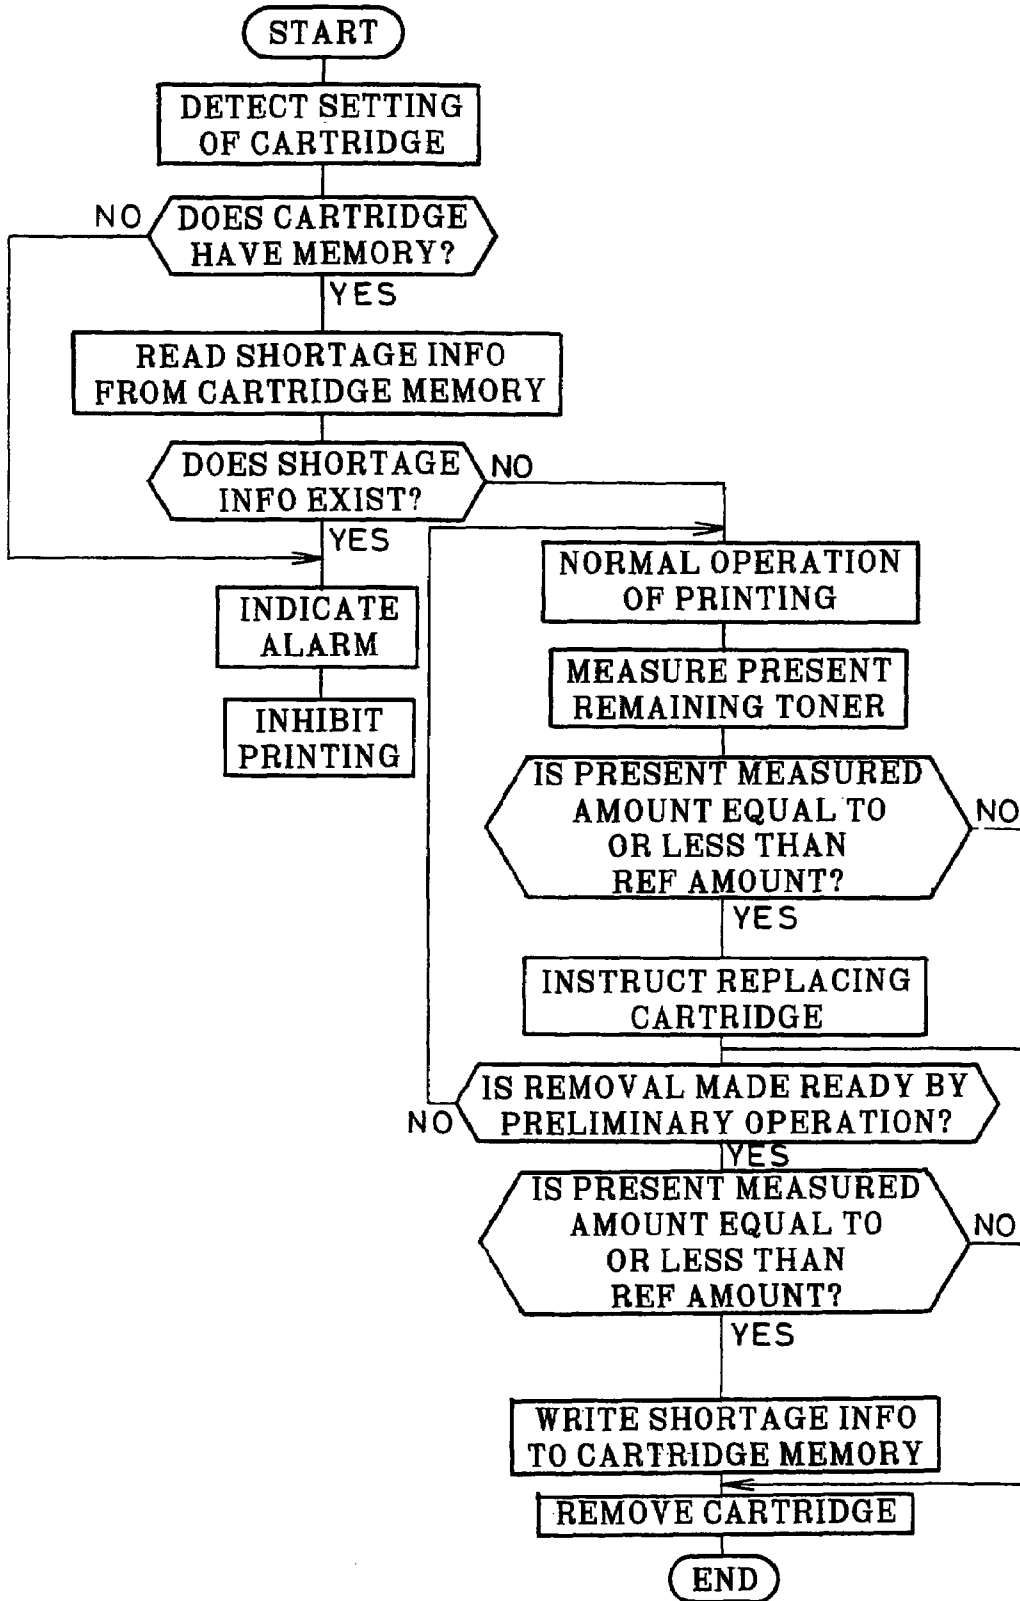 START
DETECT SETTING
OF CARTRIDGE
NO
DOES CARTRIDGE
HAVE MEMORY?
YES
READ SHORTAGE INFO
FROM CARTRIDGE MEMORY
DOES SHORTAGE
INFO EXIST?
NO
YES
INDICATE
ALARM
INHIBIT
PRINTING
NORMAL OPERATION
OF PRINTING
MEASURE PRESENT
REMAINING TONER
IS PRESENT MEASURED
AMOUNT EQUAL TO
OR LESS THAN
REF AMOUNT?
NO
YES
INSTRUCT REPLACING
CARTRIDGE
IS REMOVAL MADE READY BY
PRELIMINARY OPERATION?
NO
YES
IS PRESENT MEASURED
AMOUNT EQUAL TO
OR LESS THAN
REF AMOUNT?
NO
YES
WRITE SHORTAGE INFO
TO CARTRIDGE MEMORY
REMOVE CARTRIDGE
END